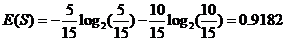 E(S) = −5/15 log₂(5/15) − 10/15 log₂(10/15) = 0.9182